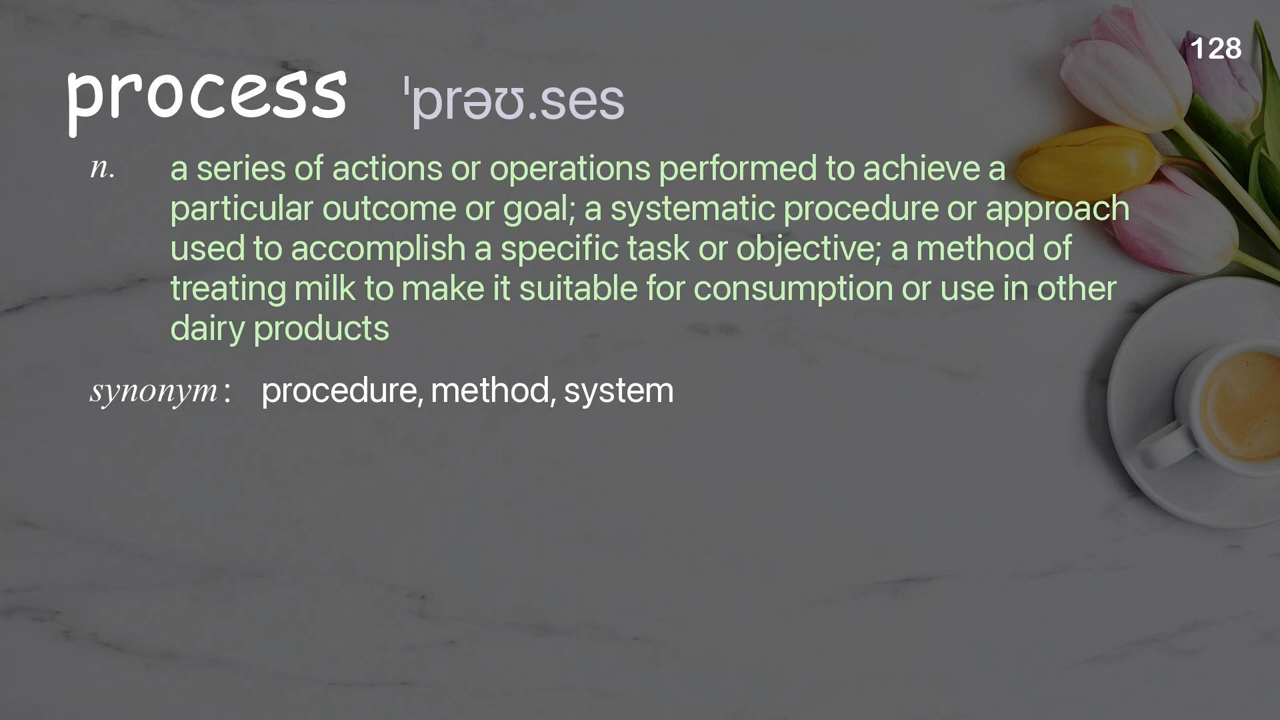 128
process ˈprəʊ.ses
n. a series of actions or operations performed to achieve a
particular outcome or goal; a systematic procedure or approach
used to accomplish a specific task or objective; a method of
treating milk to make it suitable for consumption or use in other
dairy products
synonym: procedure, method, system